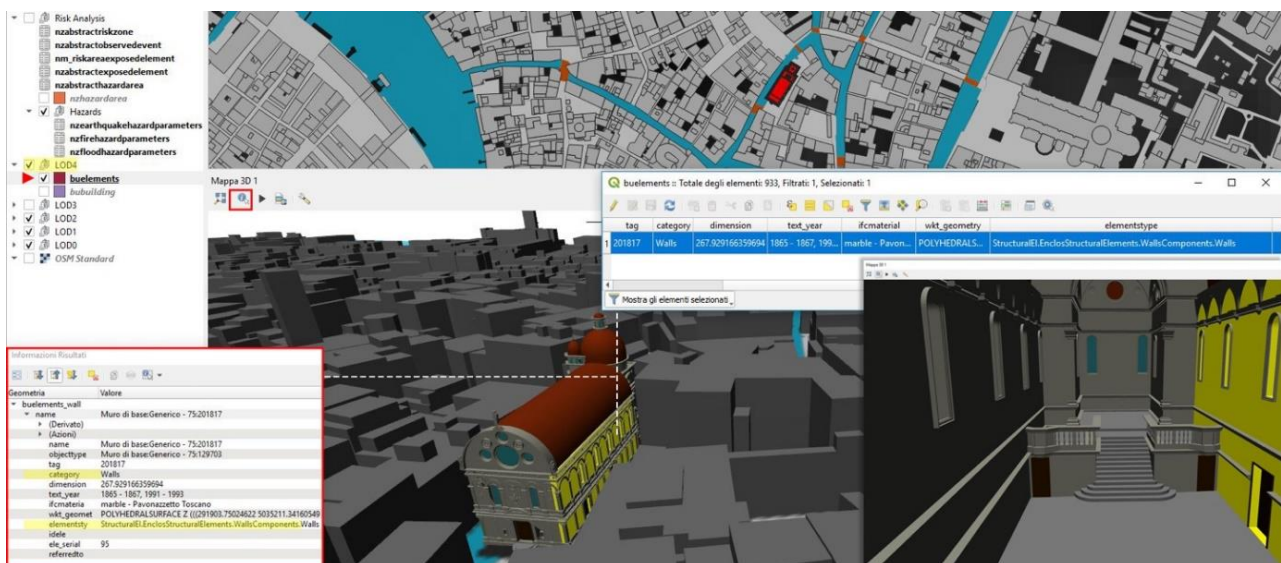 Risk Analysis
nzabstractriskzone
nzabstractobservedevent
nm_riskareaexposedelement
nzabstractexposedelement
nzabstracthazardarea
nzhazardarea
Hazards
nzearthquakehazardparameters
nzfirehazardparameters
nzfloodhazardparameters
LOD4
buelements
bubuilding
LOD3
LOD2
LOD1
LOD0
OSM Standard
Mappa 3D 1
buelements :: Totale degli elementi: 933, Filtrati: 1, Selezionati: 1
tag category dimension text_year ifcmaterial wkt_geometry elementstype
1 201817 Walls 267.929166359694 1865 - 1867, 199... marble - Pavon... POLYHEDRALS... StructuralEl.EnclosStructuralElements.WallsComponents.Walls
Mostra gli elementi selezionati
Mappa 3D 1
Informazioni Risultati
Geometria Valore
buelements_wall
name Muro di base:Generico - 75:201817
(Derivato)
(Azioni)
name Muro di base:Generico - 75:201817
objecttype Muro di base:Generico - 75:129703
tag 201817
category Walls
dimension 267.929166359694
text_year 1865 - 1867, 1991 - 1993
ifcmateria marble - Pavonazzetto Toscano
wkt_geomet POLYHEDRALSURFACE Z (((291903.75024622 5035211.34160549
elementsty StructuralEl.EnclosStructuralElements.WallsComponents.Walls
idele
ele_serial 95
referredto